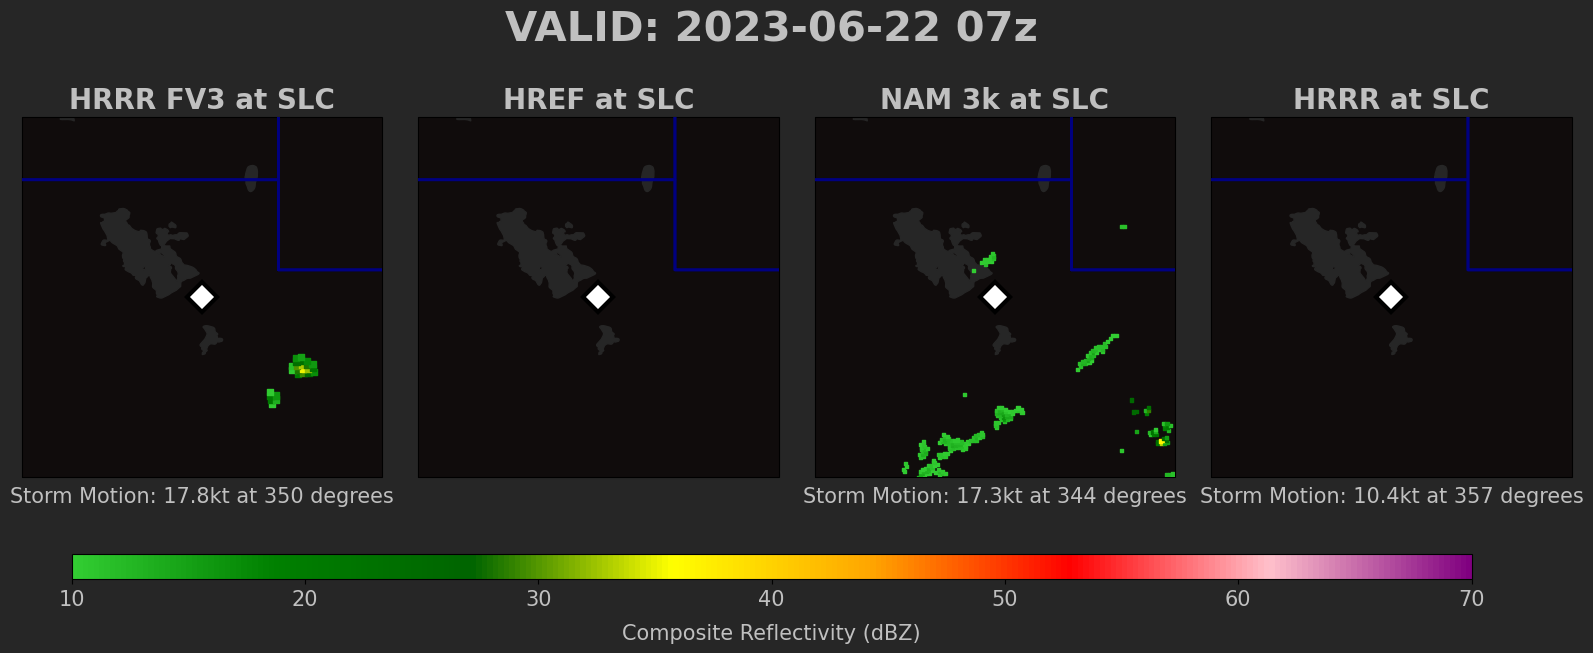 VALID: 2023-06-22 07z
HRRR FV3 at SLC
HREF at SLC
NAM 3k at SLC
HRRR at SLC
Storm Motion: 17.8kt at 350 degrees
Storm Motion: 17.3kt at 344 degrees
Storm Motion: 10.4kt at 357 degrees
10 20 30 40 50 60 70
Composite Reflectivity (dBZ)